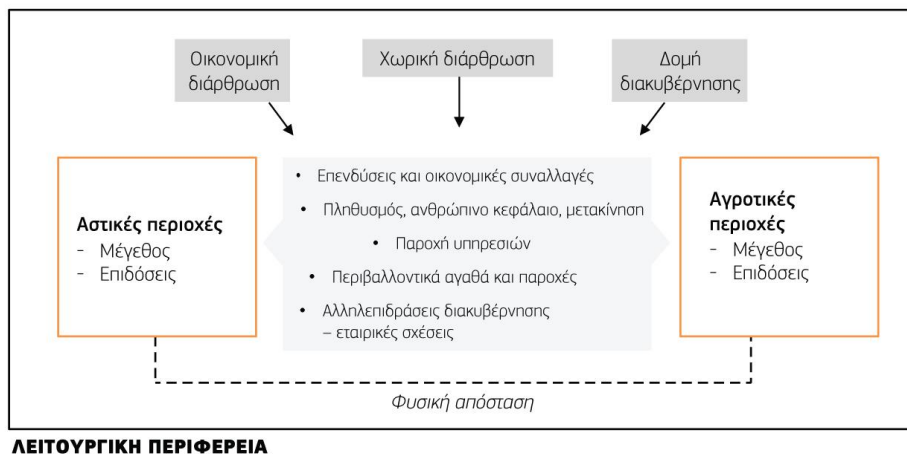 Οικονομική
διάρθρωση
Χωρική διάρθρωση
Δομή
διακυβέρνησης
Αστικές περιοχές
- Μέγεθος
- Επιδόσεις
• Επενδύσεις και οικονομικές συναλλαγές
• Πληθυσμός, ανθρώπινο κεφάλαιο, μετακίνηση
• Παροχή υπηρεσιών
• Περιβαλλοντικά αγαθά και παροχές
• Αλληλεπιδράσεις διακυβέρνησης
– εταιρικές σχέσεις
Αγροτικές
περιοχές
- Μέγεθος
- Επιδόσεις
Φυσική απόσταση
ΛΕΙΤΟΥΡΓΙΚΗ ΠΕΡΙΦΕΡΕΙΑ